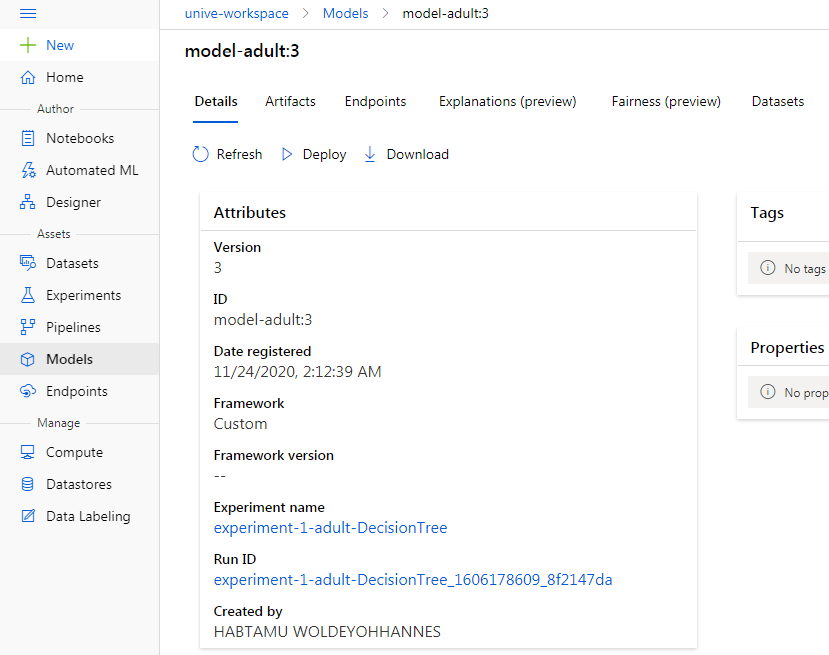 unive-workspace > Models > model-adult:3
New
Home
Author
Notebooks
Automated ML
Designer
Assets
Datasets
Experiments
Pipelines
Models
Endpoints
Manage
Compute
Datastores
Data Labeling
model-adult:3
Details Artifacts Endpoints Explanations (preview) Fairness (preview) Datasets
Refresh Deploy Download
Attributes
Version
3
ID
model-adult:3
Date registered
11/24/2020, 2:12:39 AM
Framework
Custom
Framework version
--
Experiment name
experiment-1-adult-DecisionTree
Run ID
experiment-1-adult-DecisionTree_1606178609_8f2147da
Created by
HABTAMU WOLDEYOHHANNES
Tags
No tags
Properties
No prop